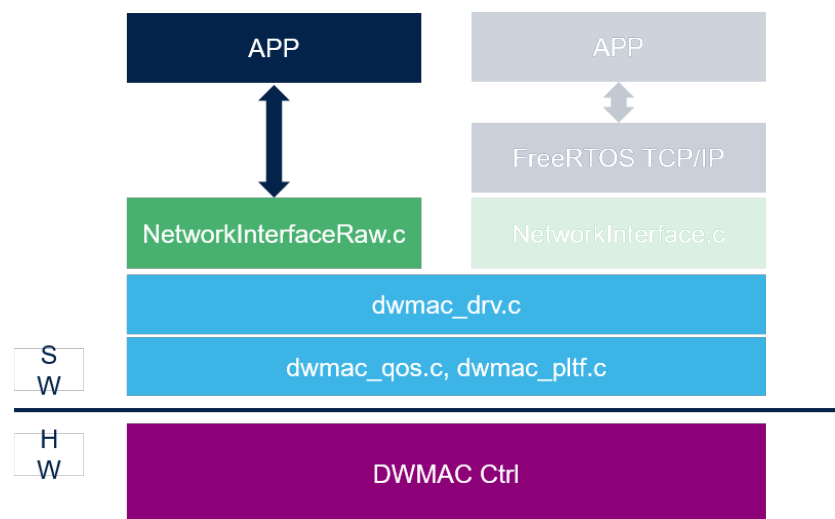 APP
APP
FreeRTOS TCP/IP
NetworkInterfaceRaw.c
NetworkInterface.c
dwmac_drv.c
S
W
dwmac_qos.c, dwmac_pltf.c
H
W
DWMAC Ctrl